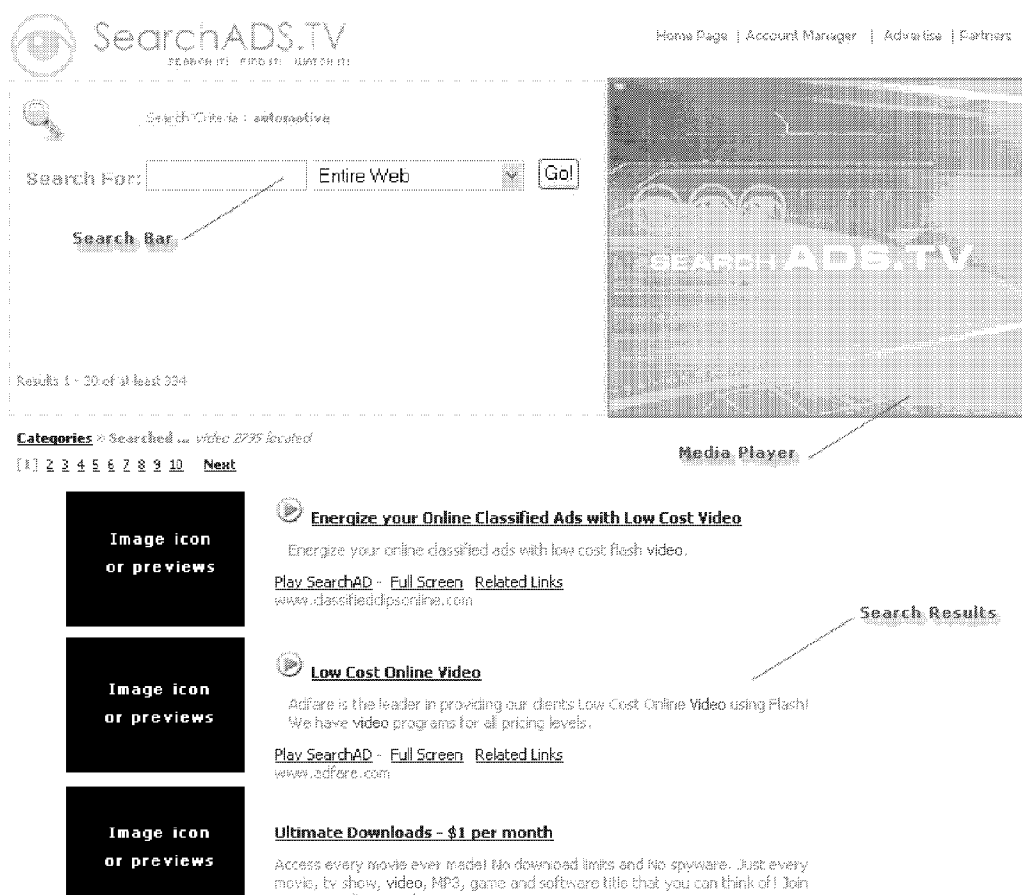 SearchADS.TV
SEARCH IT! FIND IT! WATCH IT!
Home Page | Account Manager | Advertise | Partners
Search Criteria : automotive
Search For: Entire Web Go!
Search Bar
SEARCHADS.TV
Results 1 - 20 of at least 334
Categories » Searched ... video 2795 located
Media Player
[1] 2 3 4 5 6 7 8 9 10 Next
Image icon
or previews
Energize your Online Classified Ads with Low Cost Video
Energize your online classified ads with low cost flash video.
Play SearchAD - Full Screen Related Links
www.classifiedclipsonline.com
Search Results
Image icon
or previews
Low Cost Online Video
Adfare is the leader in providing our clients Low Cost Online Video using Flash!
We have video programs for all pricing levels.
Play SearchAD - Full Screen Related Links
www.adfare.com
Image icon
or previews
Ultimate Downloads - $1 per month
Access every movie ever made! No download limits and No spyware. Just every
movie, tv show, video, MP3, game and software title that you can think of! Join